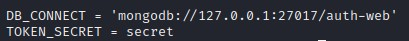 DB_CONNECT = 'mongodb://127.0.0.1:27017/auth-web'
TOKEN_SECRET = secret